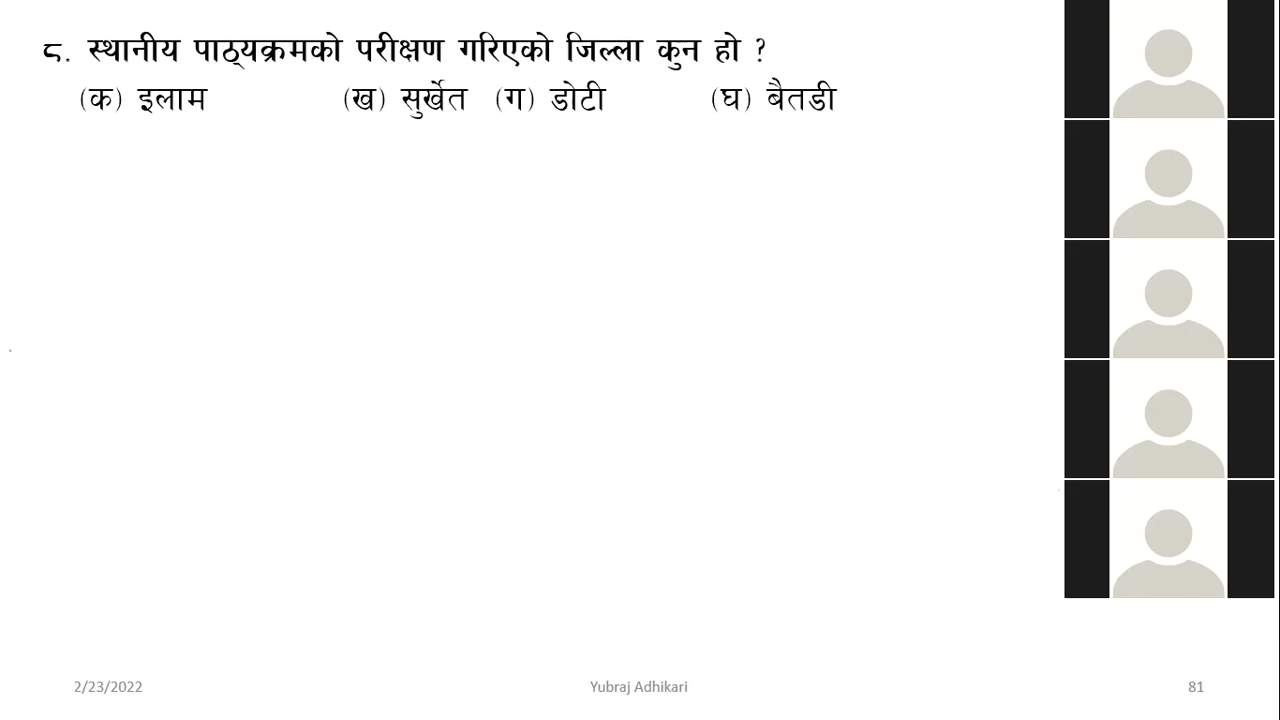 ८. स्थानीय पाठ्यक्रमको परीक्षण गरिएको जिल्ला कुन हो ?
(क) इलाम (ख) सुर्खेत (ग) डोटी (घ) बैतडी
2/23/2022 Yubraj Adhikari 81